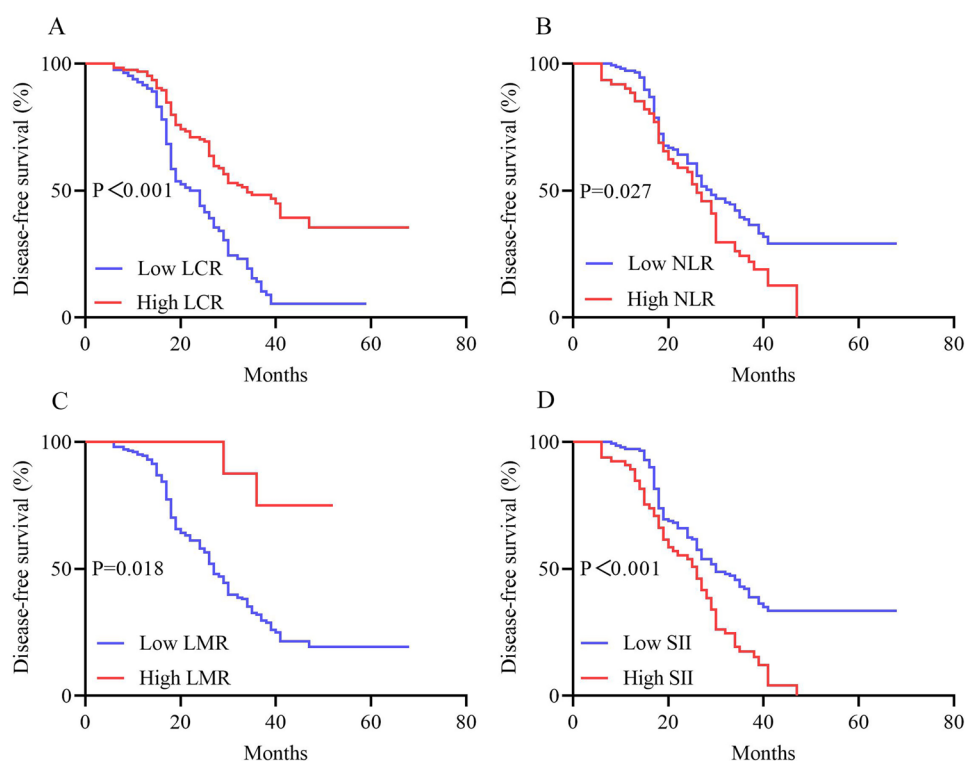 A
Disease-free survival (%)
100
50
0
P<0.001
Low LCR
High LCR
0 20 40 60 80
Months
B
Disease-free survival (%)
100
50
0
P=0.027
Low NLR
High NLR
0 20 40 60 80
Months
C
Disease-free survival (%)
100
50
0
P=0.018
Low LMR
High LMR
0 20 40 60 80
Months
D
Disease-free survival (%)
100
50
0
P<0.001
Low SII
High SII
0 20 40 60 80
Months